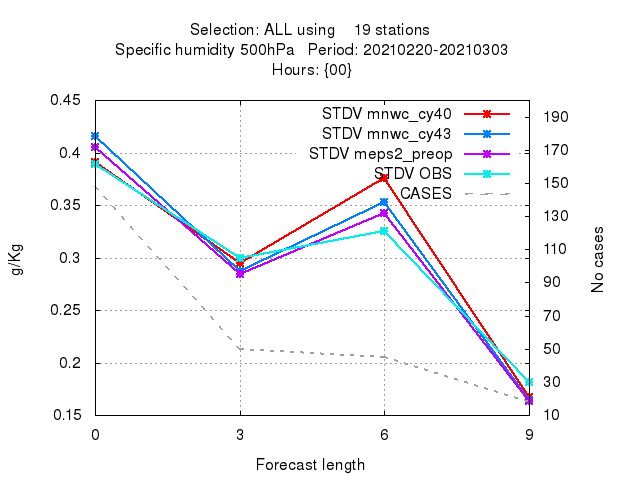 Selection: ALL using    19 stations
Specific humidity 500hPa   Period: 20210220-20210303
Hours: {00}
STDV mnwc_cy40
STDV mnwc_cy43
STDV meps2_preop
STDV OBS
CASES
0.45
0.4
0.35
0.3
0.25
0.2
0.15
g/Kg
190
170
150
130
110
90
70
50
30
10
No cases
0 3 6 9
Forecast length